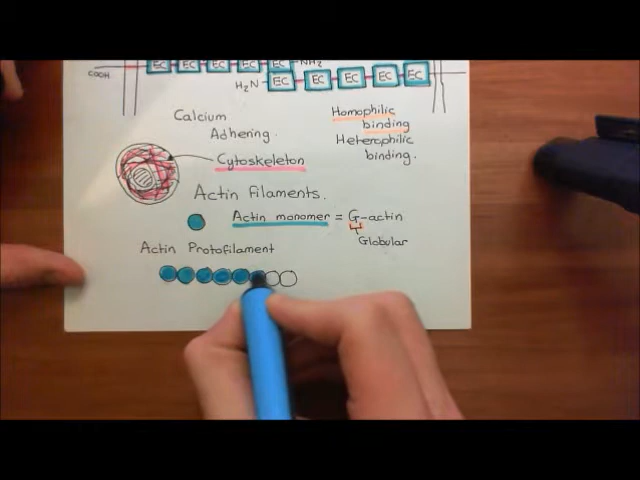 COOH EC EC EC EC EC NH2
H2N EC EC EC EC EC
Calcium
Adhering.
Homophilic
binding
Heterophilic
binding.
Cytoskeleton
Actin filaments.
Actin monomer = G-actin
Globular
Actin Protofilament